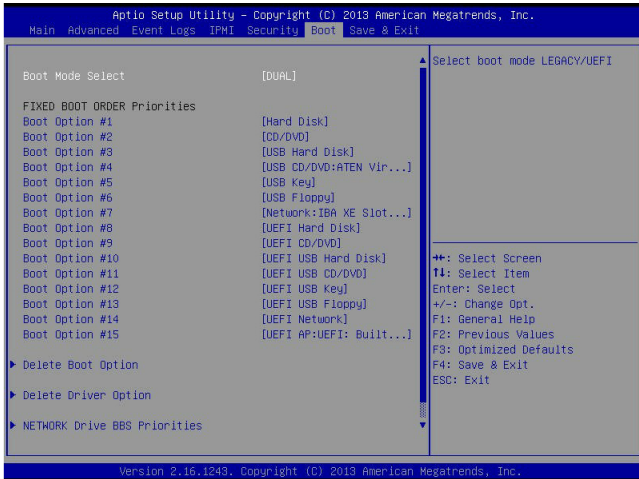 Aptio Setup Utility – Copyright (C) 2013 American Megatrends, Inc.
Main Advanced Event Logs IPMI Security Boot Save & Exit
Boot Mode Select [DUAL]
FIXED BOOT ORDER Priorities
Boot Option #1 [Hard Disk]
Boot Option #2 [CD/DVD]
Boot Option #3 [USB Hard Disk]
Boot Option #4 [USB CD/DVD:ATEN Vir...]
Boot Option #5 [USB Key]
Boot Option #6 [USB Floppy]
Boot Option #7 [Network:IBA XE Slot...]
Boot Option #8 [UEFI Hard Disk]
Boot Option #9 [UEFI CD/DVD]
Boot Option #10 [UEFI USB Hard Disk]
Boot Option #11 [UEFI USB CD/DVD]
Boot Option #12 [UEFI USB Key]
Boot Option #13 [UEFI USB Floppy]
Boot Option #14 [UEFI Network]
Boot Option #15 [UEFI AP:UEFI: Built...]
▶ Delete Boot Option
▶ Delete Driver Option
▶ NETWORK Drive BBS Priorities
Select boot mode LEGACY/UEFI
→←: Select Screen
↑↓: Select Item
Enter: Select
+/-: Change Opt.
F1: General Help
F2: Previous Values
F3: Optimized Defaults
F4: Save & Exit
ESC: Exit
Version 2.16.1243. Copyright (C) 2013 American Megatrends, Inc.